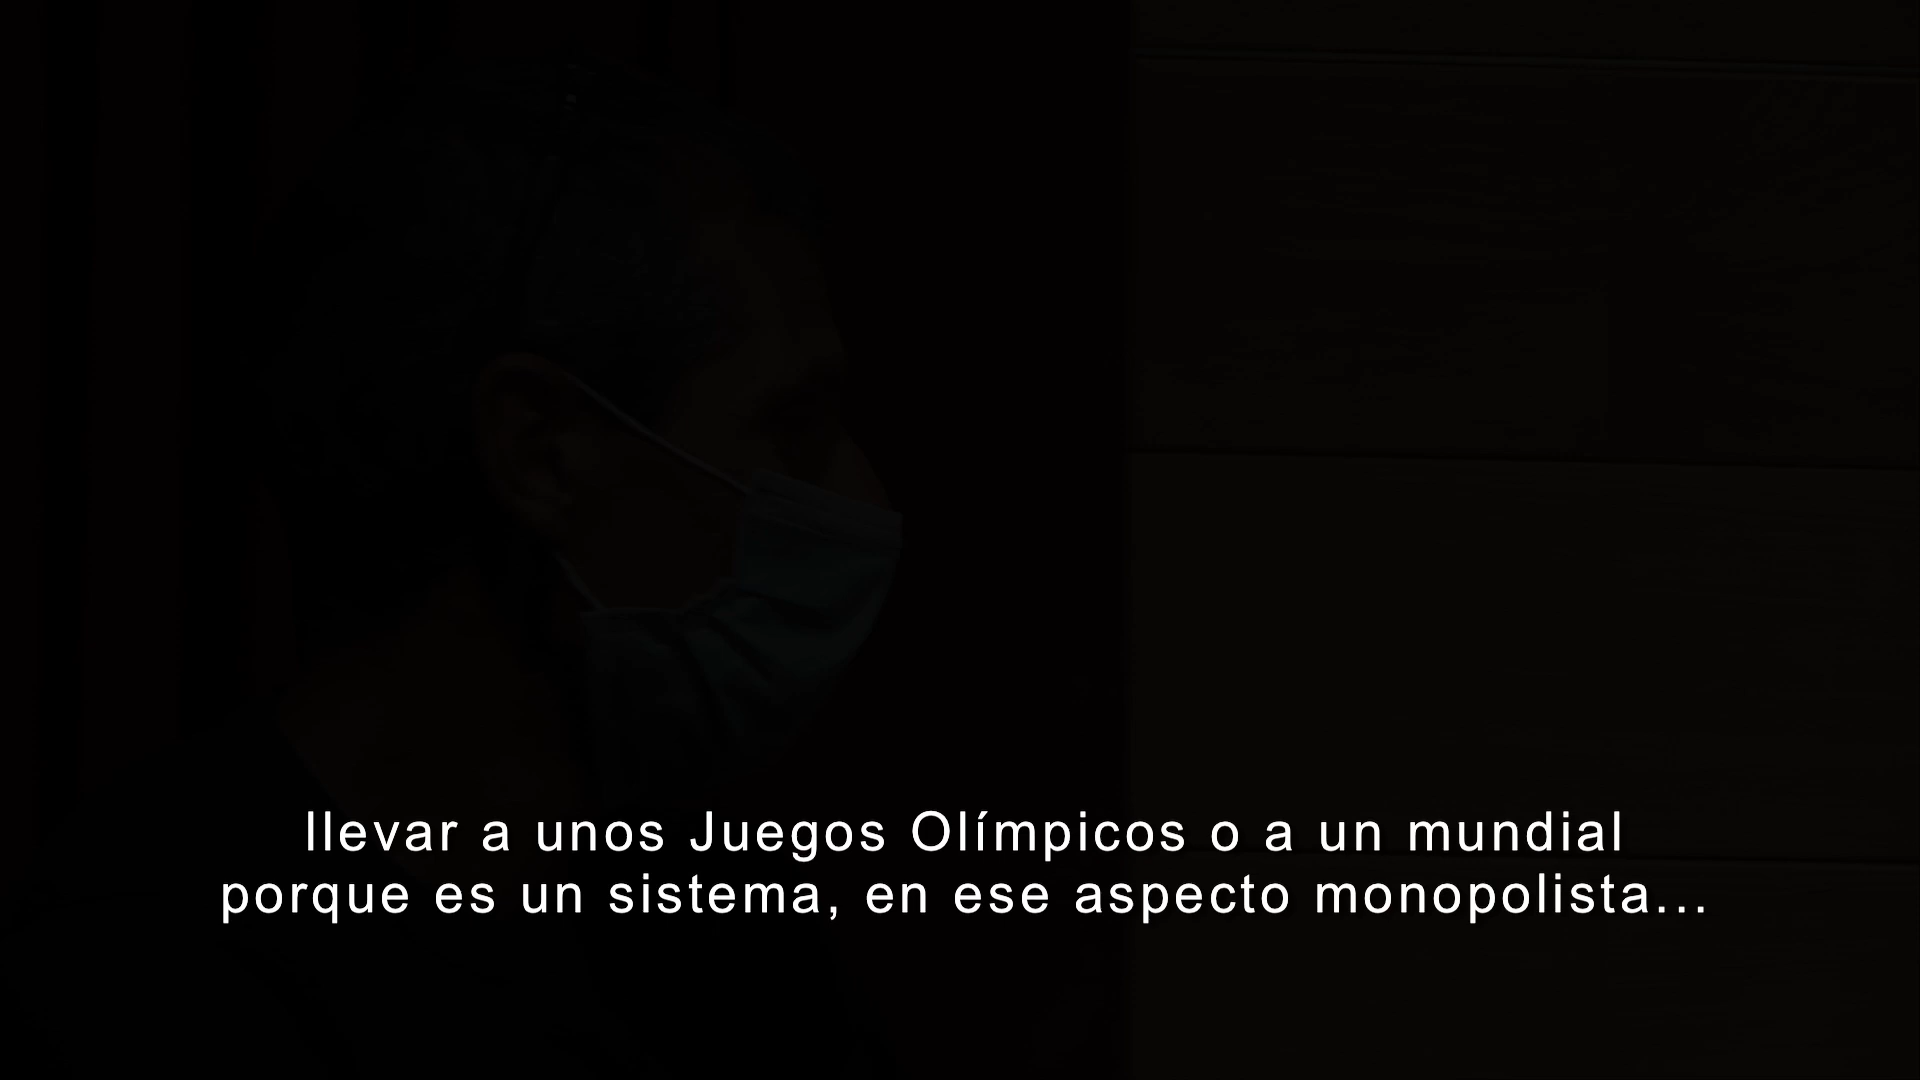 llevar a unos Juegos Olímpicos o a un mundial
porque es un sistema, en ese aspecto monopolista...